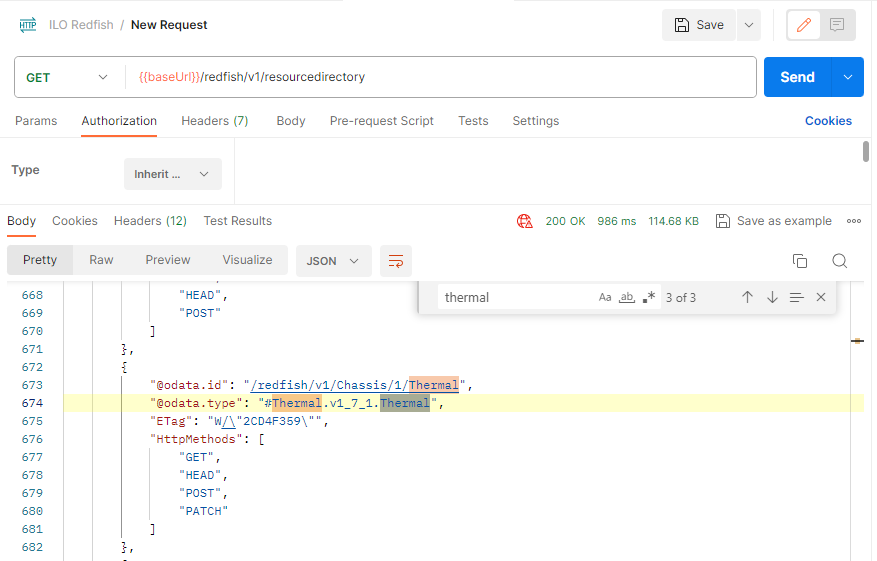 HTTP ILO Redfish / New Request Save
GET {{baseUrl}}/redfish/v1/resourcedirectory Send
Params Authorization Headers (7) Body Pre-request Script Tests Settings Cookies
Type Inherit ...
Body Cookies Headers (12) Test Results 200 OK 986 ms 114.68 KB Save as example
Pretty Raw Preview Visualize JSON
thermal Aa ab .* 3 of 3
668 "HEAD",
669 "POST"
670 ]
671 },
672 {
673 "@odata.id": "/redfish/v1/Chassis/1/Thermal",
674 "@odata.type": "#Thermal.v1_7_1.Thermal",
675 "ETag": "W/\"2CD4F359\"",
676 "HttpMethods": [
677 "GET",
678 "HEAD",
679 "POST",
680 "PATCH"
681 ]
682 },